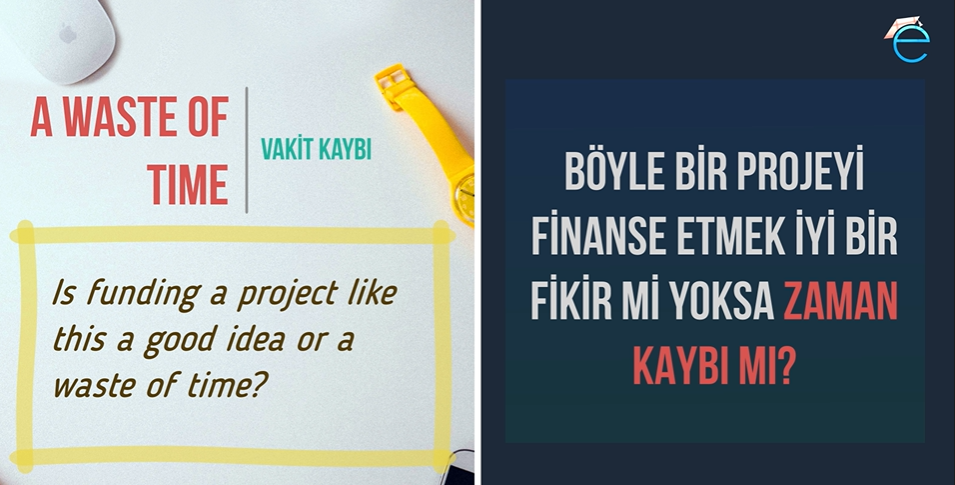 A WASTE OF
TIME
VAKİT KAYBI
Is funding a project like
this a good idea or a
waste of time?
e
BÖYLE BİR PROJEYİ
FİNANSE ETMEK İYİ BİR
FİKİR Mİ YOKSA ZAMAN
KAYBI MI?